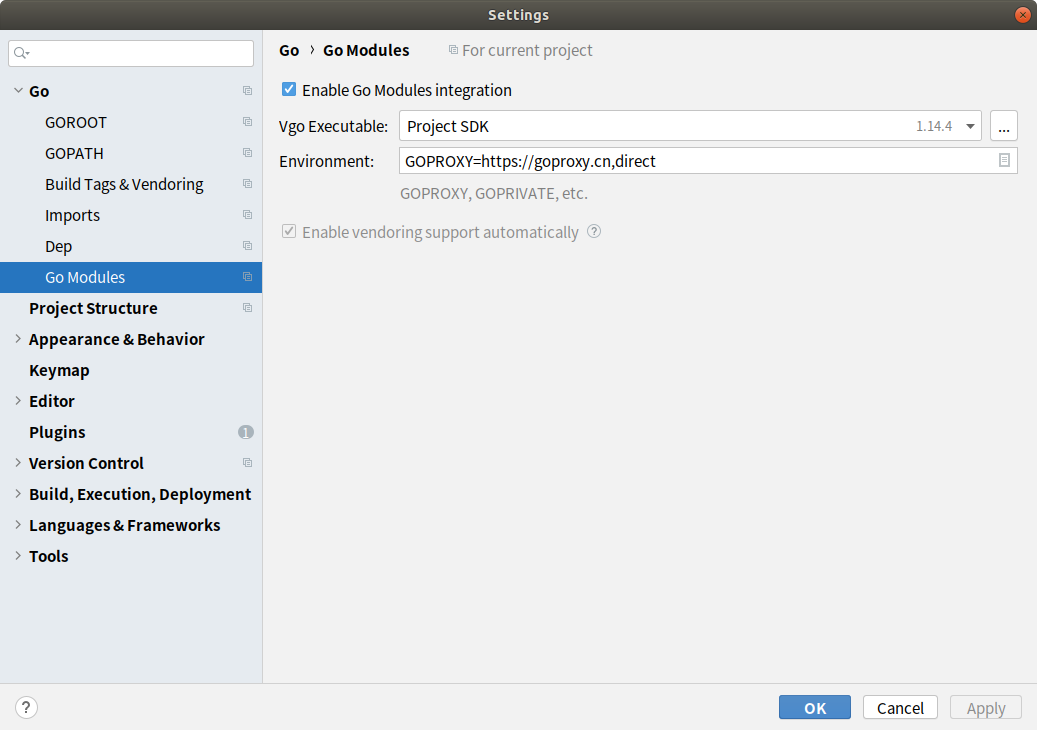 Settings
Go
GOROOT
GOPATH
Build Tags & Vendoring
Imports
Dep
Go Modules
Project Structure
Appearance & Behavior
Keymap
Editor
Plugins 1
Version Control
Build, Execution, Deployment
Languages & Frameworks
Tools
Go › Go Modules For current project
Enable Go Modules integration
Vgo Executable: Project SDK 1.14.4 ...
Environment: GOPROXY=https://goproxy.cn,direct
GOPROXY, GOPRIVATE, etc.
Enable vendoring support automatically ?
? OK Cancel Apply